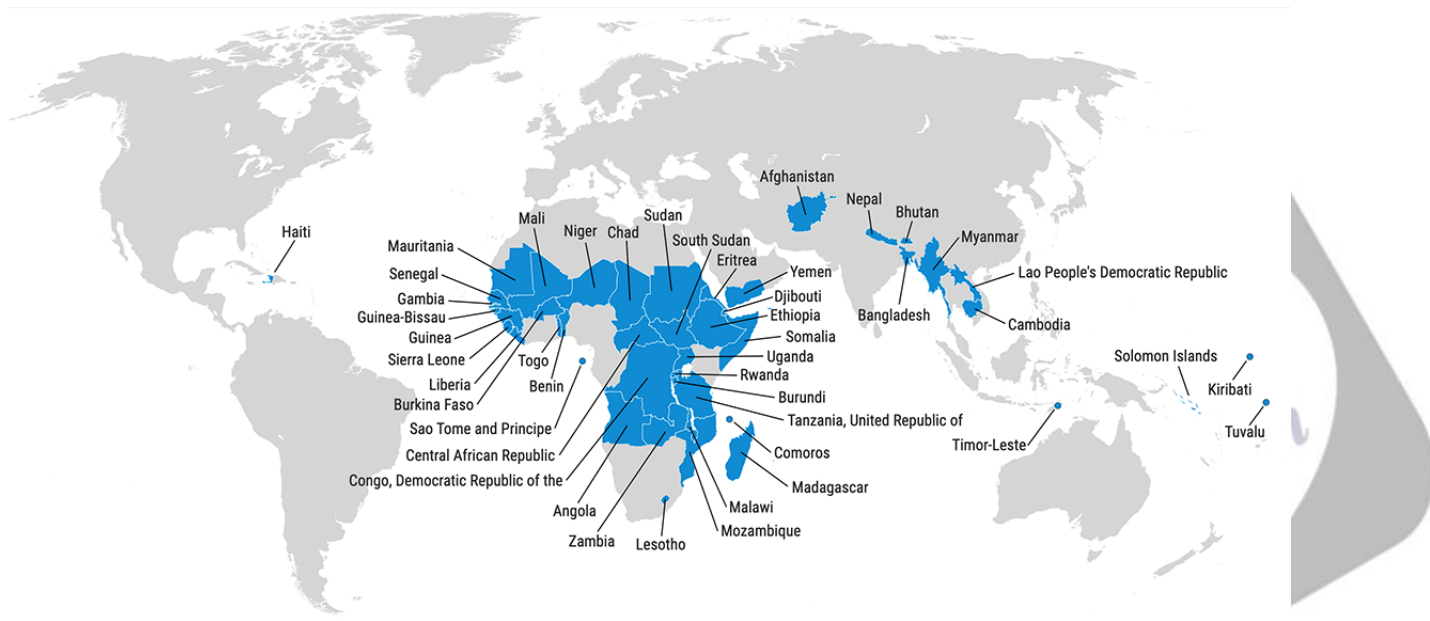 Afghanistan
Nepal
Bhutan
Myanmar
Sudan
Mali
Niger
Chad
South Sudan
Haiti
Mauritania
Eritrea
Yemen
Lao People's Democratic Republic
Senegal
Gambia
Djibouti
Guinea-Bissau
Ethiopia
Bangladesh
Cambodia
Guinea
Somalia
Sierra Leone
Togo
Uganda
Solomon Islands
Rwanda
Liberia
Benin
Kiribati
Burundi
Burkina Faso
Tanzania, United Republic of
Sao Tome and Principe
Tuvalu
Timor-Leste
Central African Republic
Comoros
Congo, Democratic Republic of the
Madagascar
Angola
Malawi
Mozambique
Zambia
Lesotho